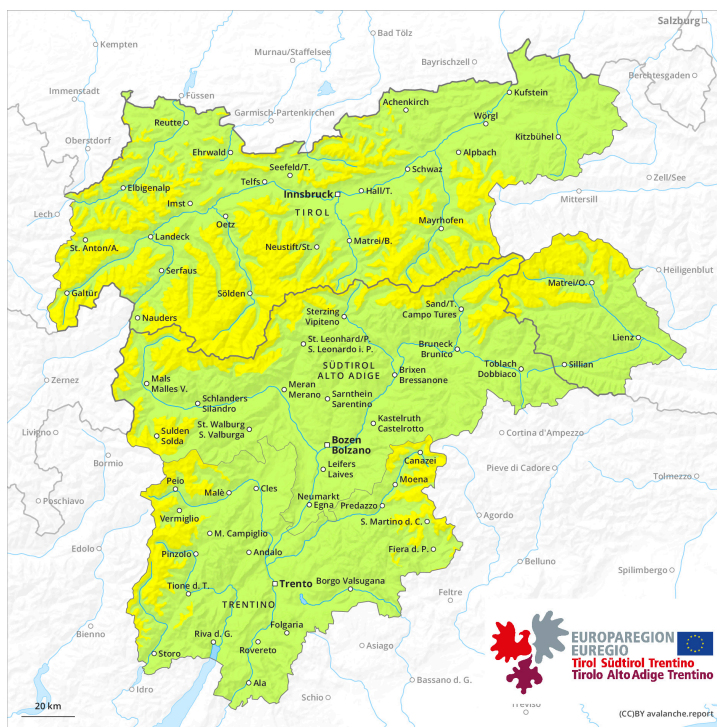 Salzburg
Bad Tölz
Kempten
Murnau/Staffelsee
Bayrischzell
Berchtesgaden
Immenstadt
Füssen
Garmisch-Partenkirchen
Achenkirch
Kufstein
Reutte
Wörgl
Oberstdorf
Ehrwald
Kitzbühel
Seefeld/T.
Alpbach
Telfs
Schwaz
Zell/See
Elbigenalp
Innsbruck
Hall/T.
Mittersill
Imst
TIROL
Lech
Oetz
Mayrhofen
St. Anton/A.
Landeck
Neustift/St.
Matrei/B.
Serfaus
Heiligenblut
Galtür
Sölden
Matrei/O.
Nauders
Sterzing
Vipiteno
Sand/T.
Campo Tures
St. Leonhard/P.
S. Leonardo i. P.
Bruneck
Brunico
Lienz
SÜDTIROL
ALTO ADIGE
Toblach
Dobbiaco
Sillian
Zernez
Mals
Malles V.
Meran
Merano
Brixen
Bressanone
Schlanders
Silandro
Sarnthein
Sarentino
Kastelruth
Castelrotto
Livigno
Sulden
Solda
St. Walburg
S. Valburga
Bozen
Bolzano
Cortina d'Ampezzo
Bormio
Canazei
Leifers
Laives
Pieve di Cadore
Tolmezzo
Poschiavo
Peio
Malè
Cles
Moena
Neumarkt
Egna
Predazzo
Vermiglio
Agordo
S. Martino d. C.
M. Campiglio
Edolo
Pinzolo
Andalo
Fiera d. P.
Belluno
Spilimbergo
Tione d. T.
Trento
Borgo Valsugana
Feltre
TRENTINO
Bienno
Folgaria
Riva d. G.
Rovereto
Asiago
Storo
Bassano d. G.
Ala
Idro
Schio
Treviso
EUROPAREGION
EUREGIO
Tirol Südtirol Trentino
Tirolo Alto Adige Trentino
20 km
(CC)BY avalanche.report